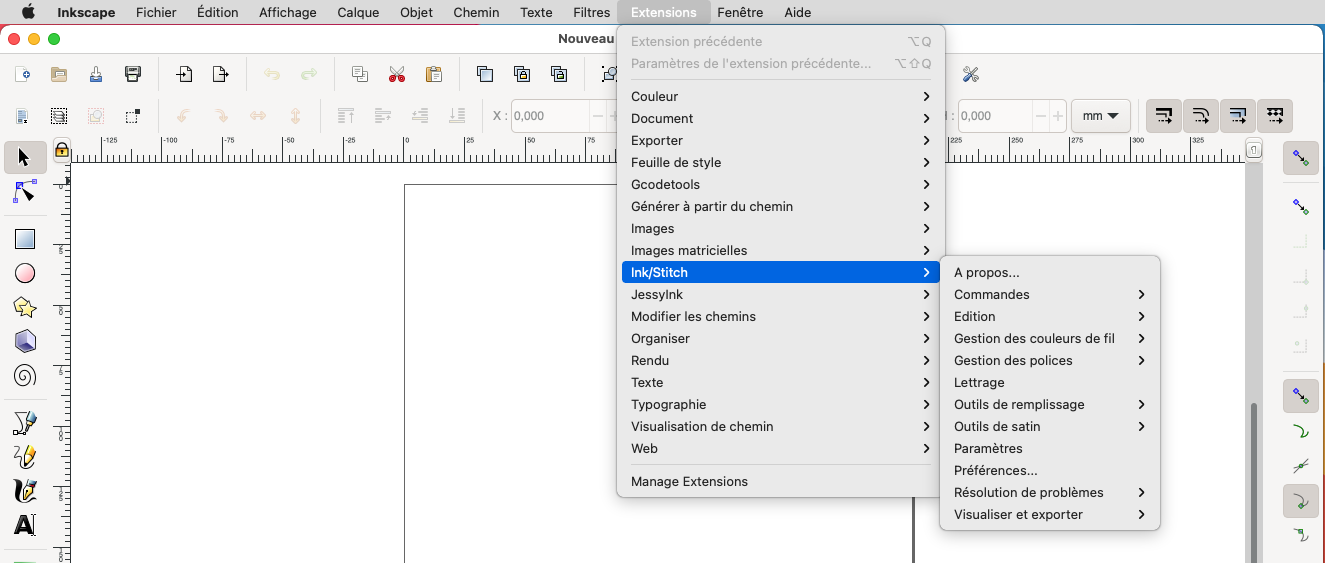 Inkscape Fichier Édition Affichage Calque Objet Chemin Texte Filtres Extensions Fenêtre Aide
Nouveau
X : 0,000
0,000 mm
-125 -100 -75 -50 -25 0 25 50 75 225 250 275 300 325
Extension précédente ⌥Q
Paramètres de l'extension précédente... ⌥⇧Q
Couleur
Document
Exporter
Feuille de style
Gcodetools
Générer à partir du chemin
Images
Images matricielles
Ink/Stitch
JessyInk
Modifier les chemins
Organiser
Rendu
Texte
Typographie
Visualisation de chemin
Web
Manage Extensions
A propos...
Commandes
Edition
Gestion des couleurs de fil
Gestion des polices
Lettrage
Outils de remplissage
Outils de satin
Paramètres
Préférences...
Résolution de problèmes
Visualiser et exporter